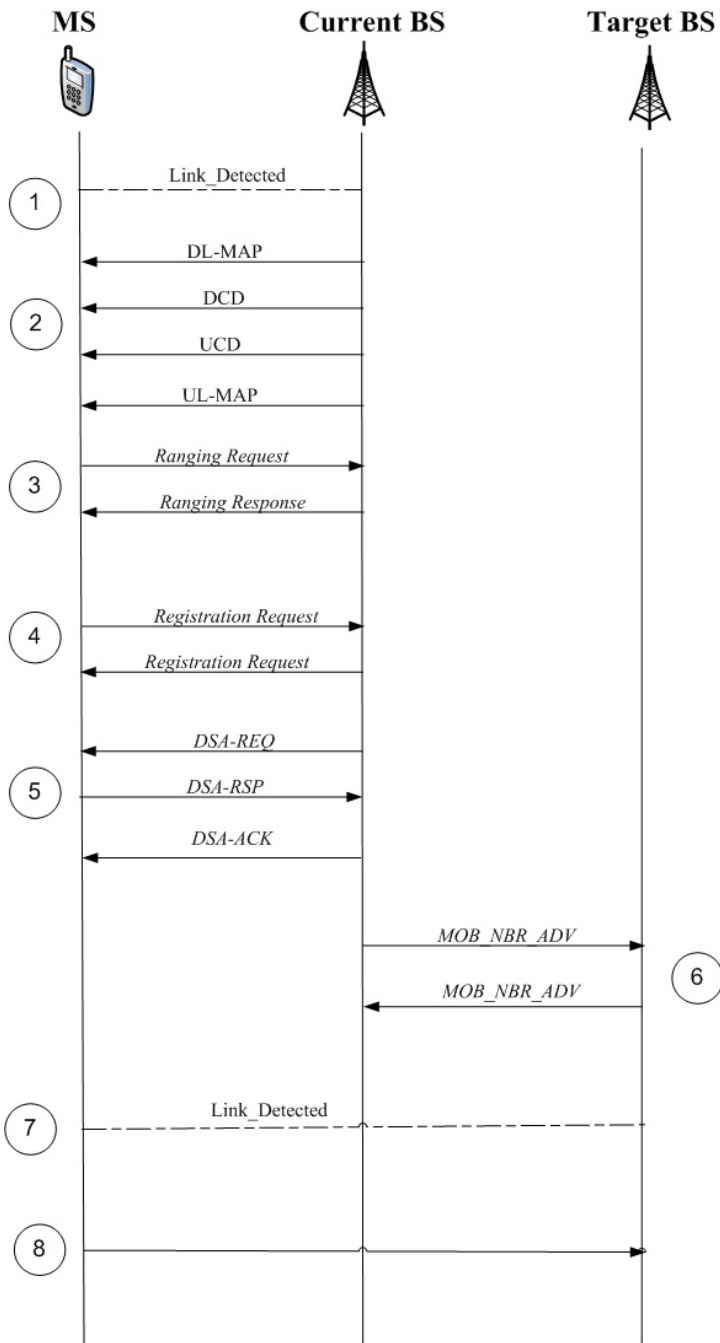 MS
Current BS
Target BS
Link_Detected
1
DL-MAP
DCD
2
UCD
UL-MAP
Ranging Request
3
Ranging Response
Registration Request
4
Registration Request
DSA-REQ
5
DSA-RSP
DSA-ACK
MOB_NBR_ADV
6
MOB_NBR_ADV
Link_Detected
7
8